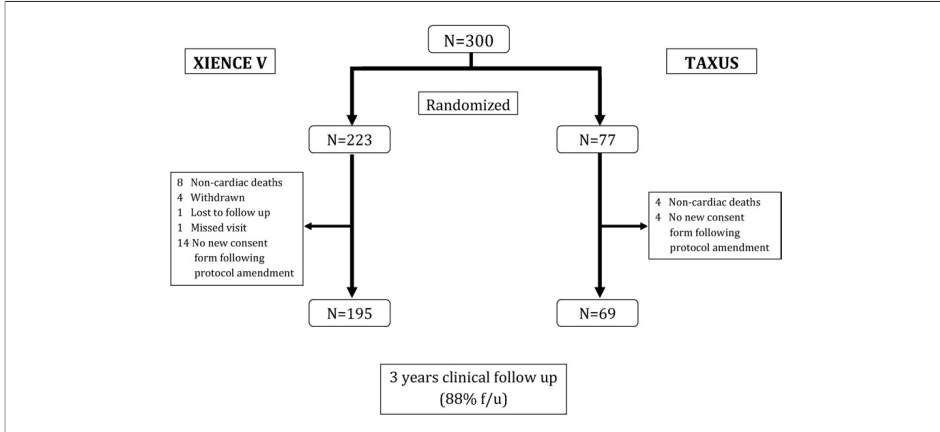 N=300
XIENCE V
TAXUS
Randomized
N=223
N=77
8 Non-cardiac deaths
4 Withdrawn
1 Lost to follow up
1 Missed visit
14 No new consent
form following
protocol amendment
4 Non-cardiac deaths
4 No new consent
form following
protocol amendment
N=195
N=69
3 years clinical follow up
(88% f/u)